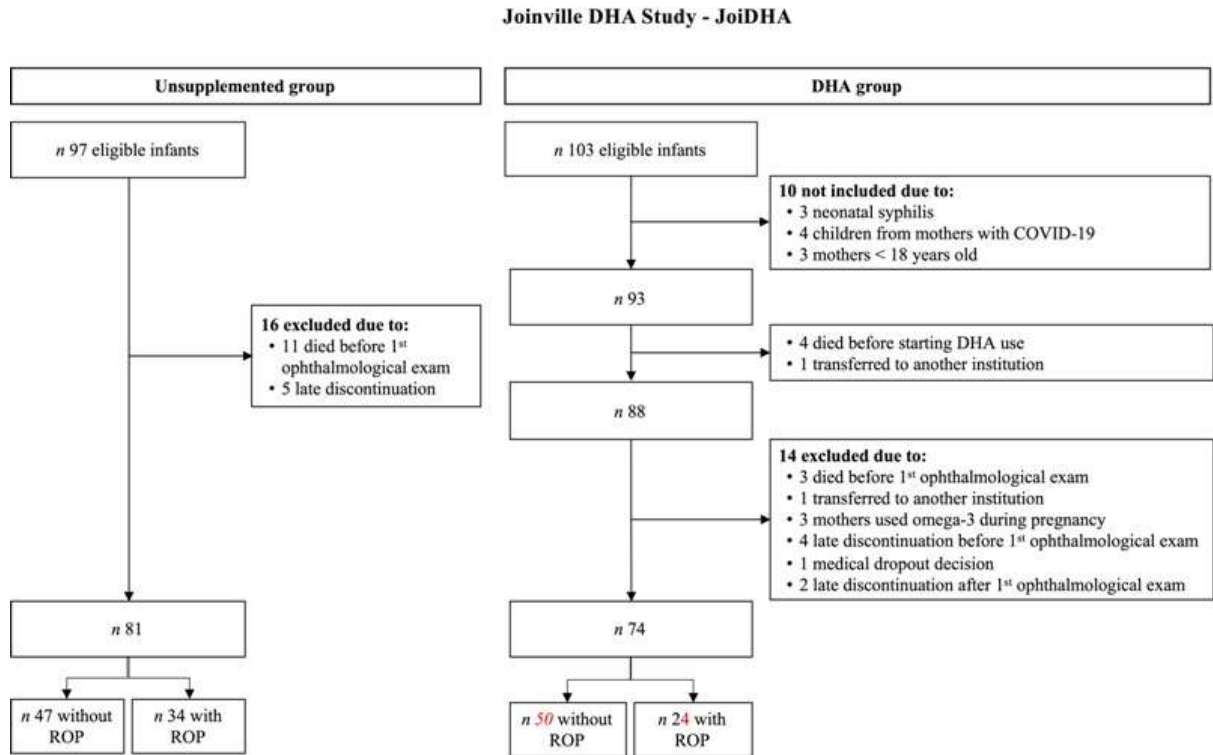 Joinville DHA Study - JoiDHA
Unsupplemented group
n 97 eligible infants
16 excluded due to:
• 11 died before 1st
ophthalmological exam
• 5 late discontinuation
n 81
n 47 without
ROP
n 34 with
ROP
DHA group
n 103 eligible infants
10 not included due to:
• 3 neonatal syphilis
• 4 children from mothers with COVID-19
• 3 mothers < 18 years old
n 93
• 4 died before starting DHA use
• 1 transferred to another institution
n 88
14 excluded due to:
• 3 died before 1st ophthalmological exam
• 1 transferred to another institution
• 3 mothers used omega-3 during pregnancy
• 4 late discontinuation before 1st ophthalmological exam
• 1 medical dropout decision
• 2 late discontinuation after 1st ophthalmological exam
n 74
n 50 without
ROP
n 24 with
ROP